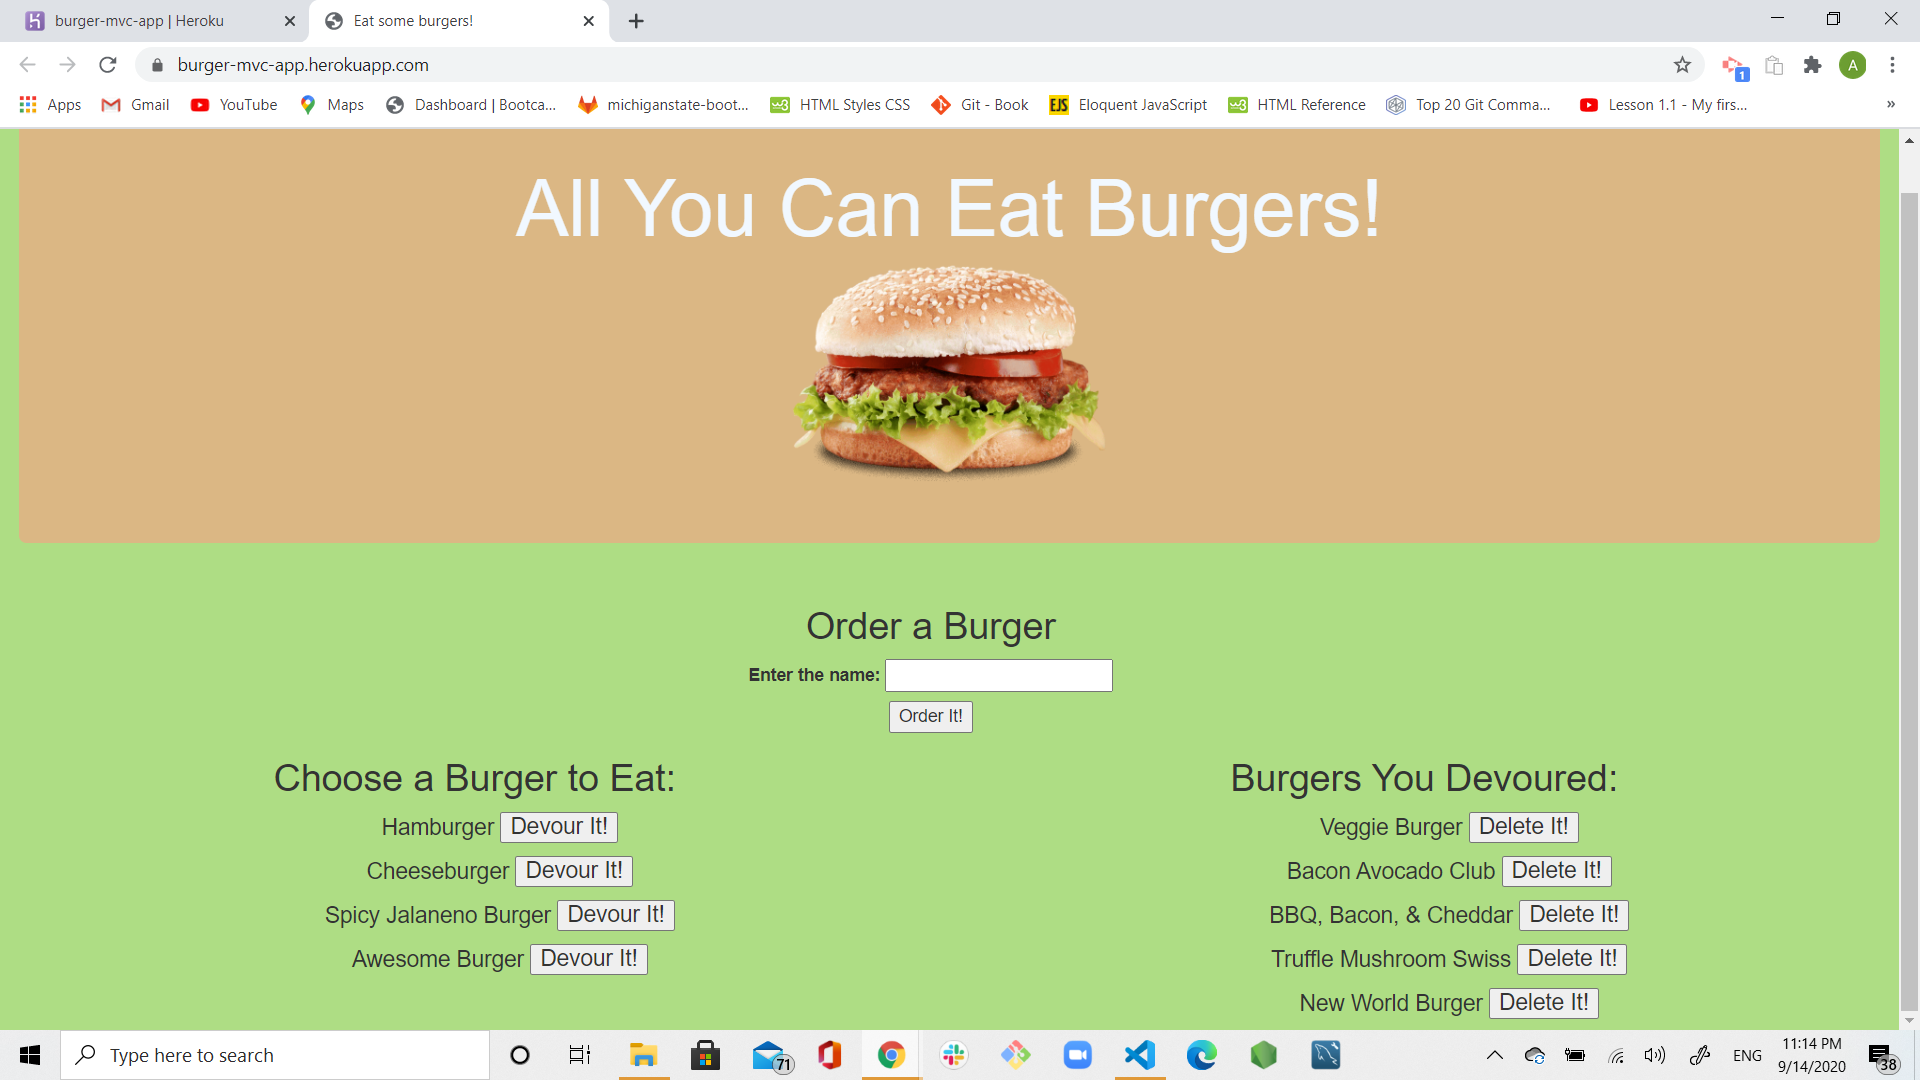 burger-mvc-app | Heroku
Eat some burgers!
burger-mvc-app.herokuapp.com
A
1
Apps
Gmail
YouTube
Maps
Dashboard | Bootca...
michiganstate-boot...
HTML Styles CSS
Git - Book
EJS
Eloquent JavaScript
HTML Reference
Top 20 Git Comma...
Lesson 1.1 - My firs...
»
All You Can Eat Burgers!
Order a Burger
Enter the name:
Order It!
Choose a Burger to Eat:
Hamburger Devour It!
Cheeseburger Devour It!
Spicy Jalaneno Burger Devour It!
Awesome Burger Devour It!
Burgers You Devoured:
Veggie Burger Delete It!
Bacon Avocado Club Delete It!
BBQ, Bacon, & Cheddar Delete It!
Truffle Mushroom Swiss Delete It!
New World Burger Delete It!
Type here to search
71
ENG
11:14 PM
9/14/2020
38